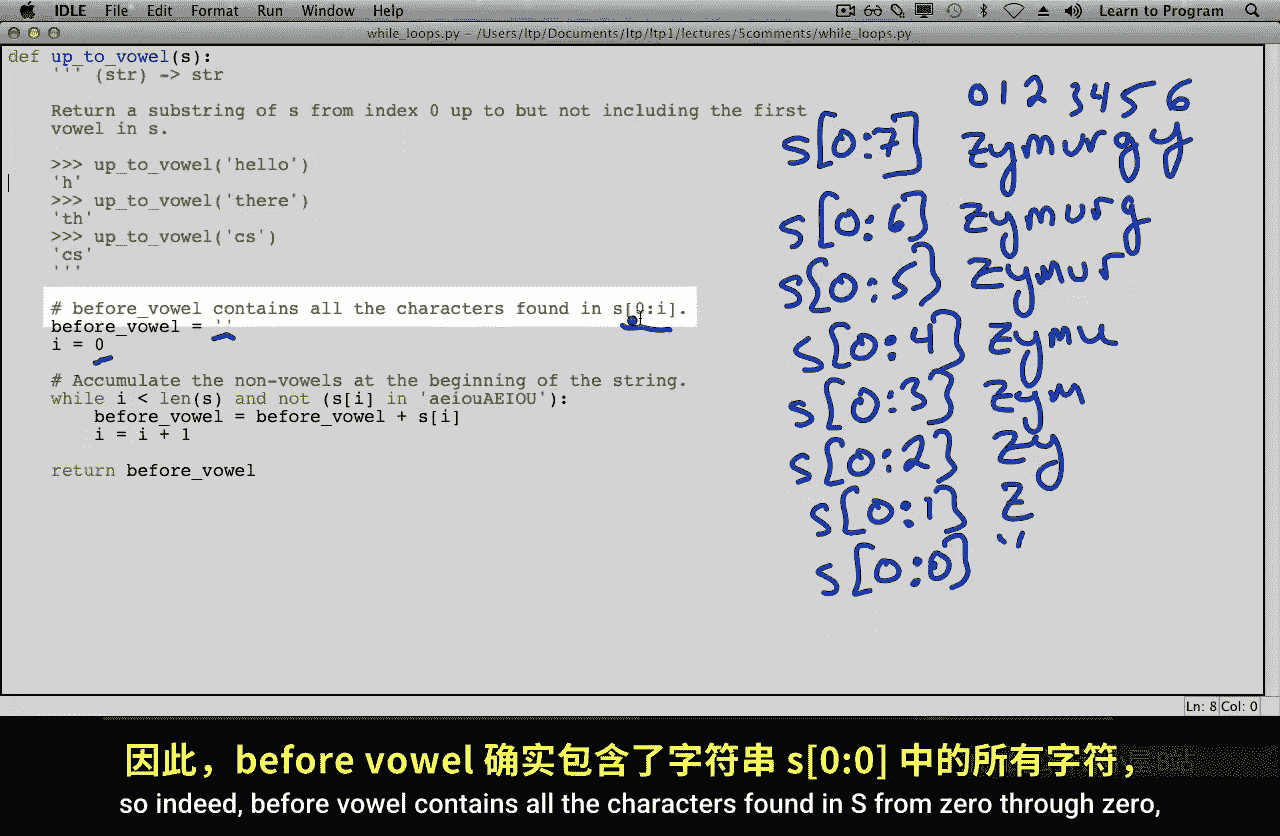 IDLE File Edit Format Run Window Help Learn to Program
while_loops.py – /Users/ltp/Documents/ltp/ltp1/lectures/5comments/while_loops.py
def up_to_vowel(s):
''' (str) -> str
Return a substring of s from index 0 up to but not including the first
vowel in s.
>>> up_to_vowel('hello')
'h'
>>> up_to_vowel('there')
'th'
>>> up_to_vowel('cs')
'cs'
'''
# before_vowel contains all the characters found in s[0:i].
before_vowel = ''
i = 0
# Accumulate the non-vowels at the beginning of the string.
while i < len(s) and not (s[i] in 'aeiouAEIOU'):
before_vowel = before_vowel + s[i]
i = i + 1
return before_vowel
0 1 2 3 4 5 6
s[0:7] zymurgy
s[0:6] zymurg
s[0:5] zymur
s[0:4] zymu
s[0:3] zym
s[0:2] zy
s[0:1] z
s[0:0] ''
Ln: 8 Col: 0
因此，before vowel 确实包含了字符串 s[0:0] 中的所有字符，
so indeed, before vowel contains all the characters found in S from zero through zero,